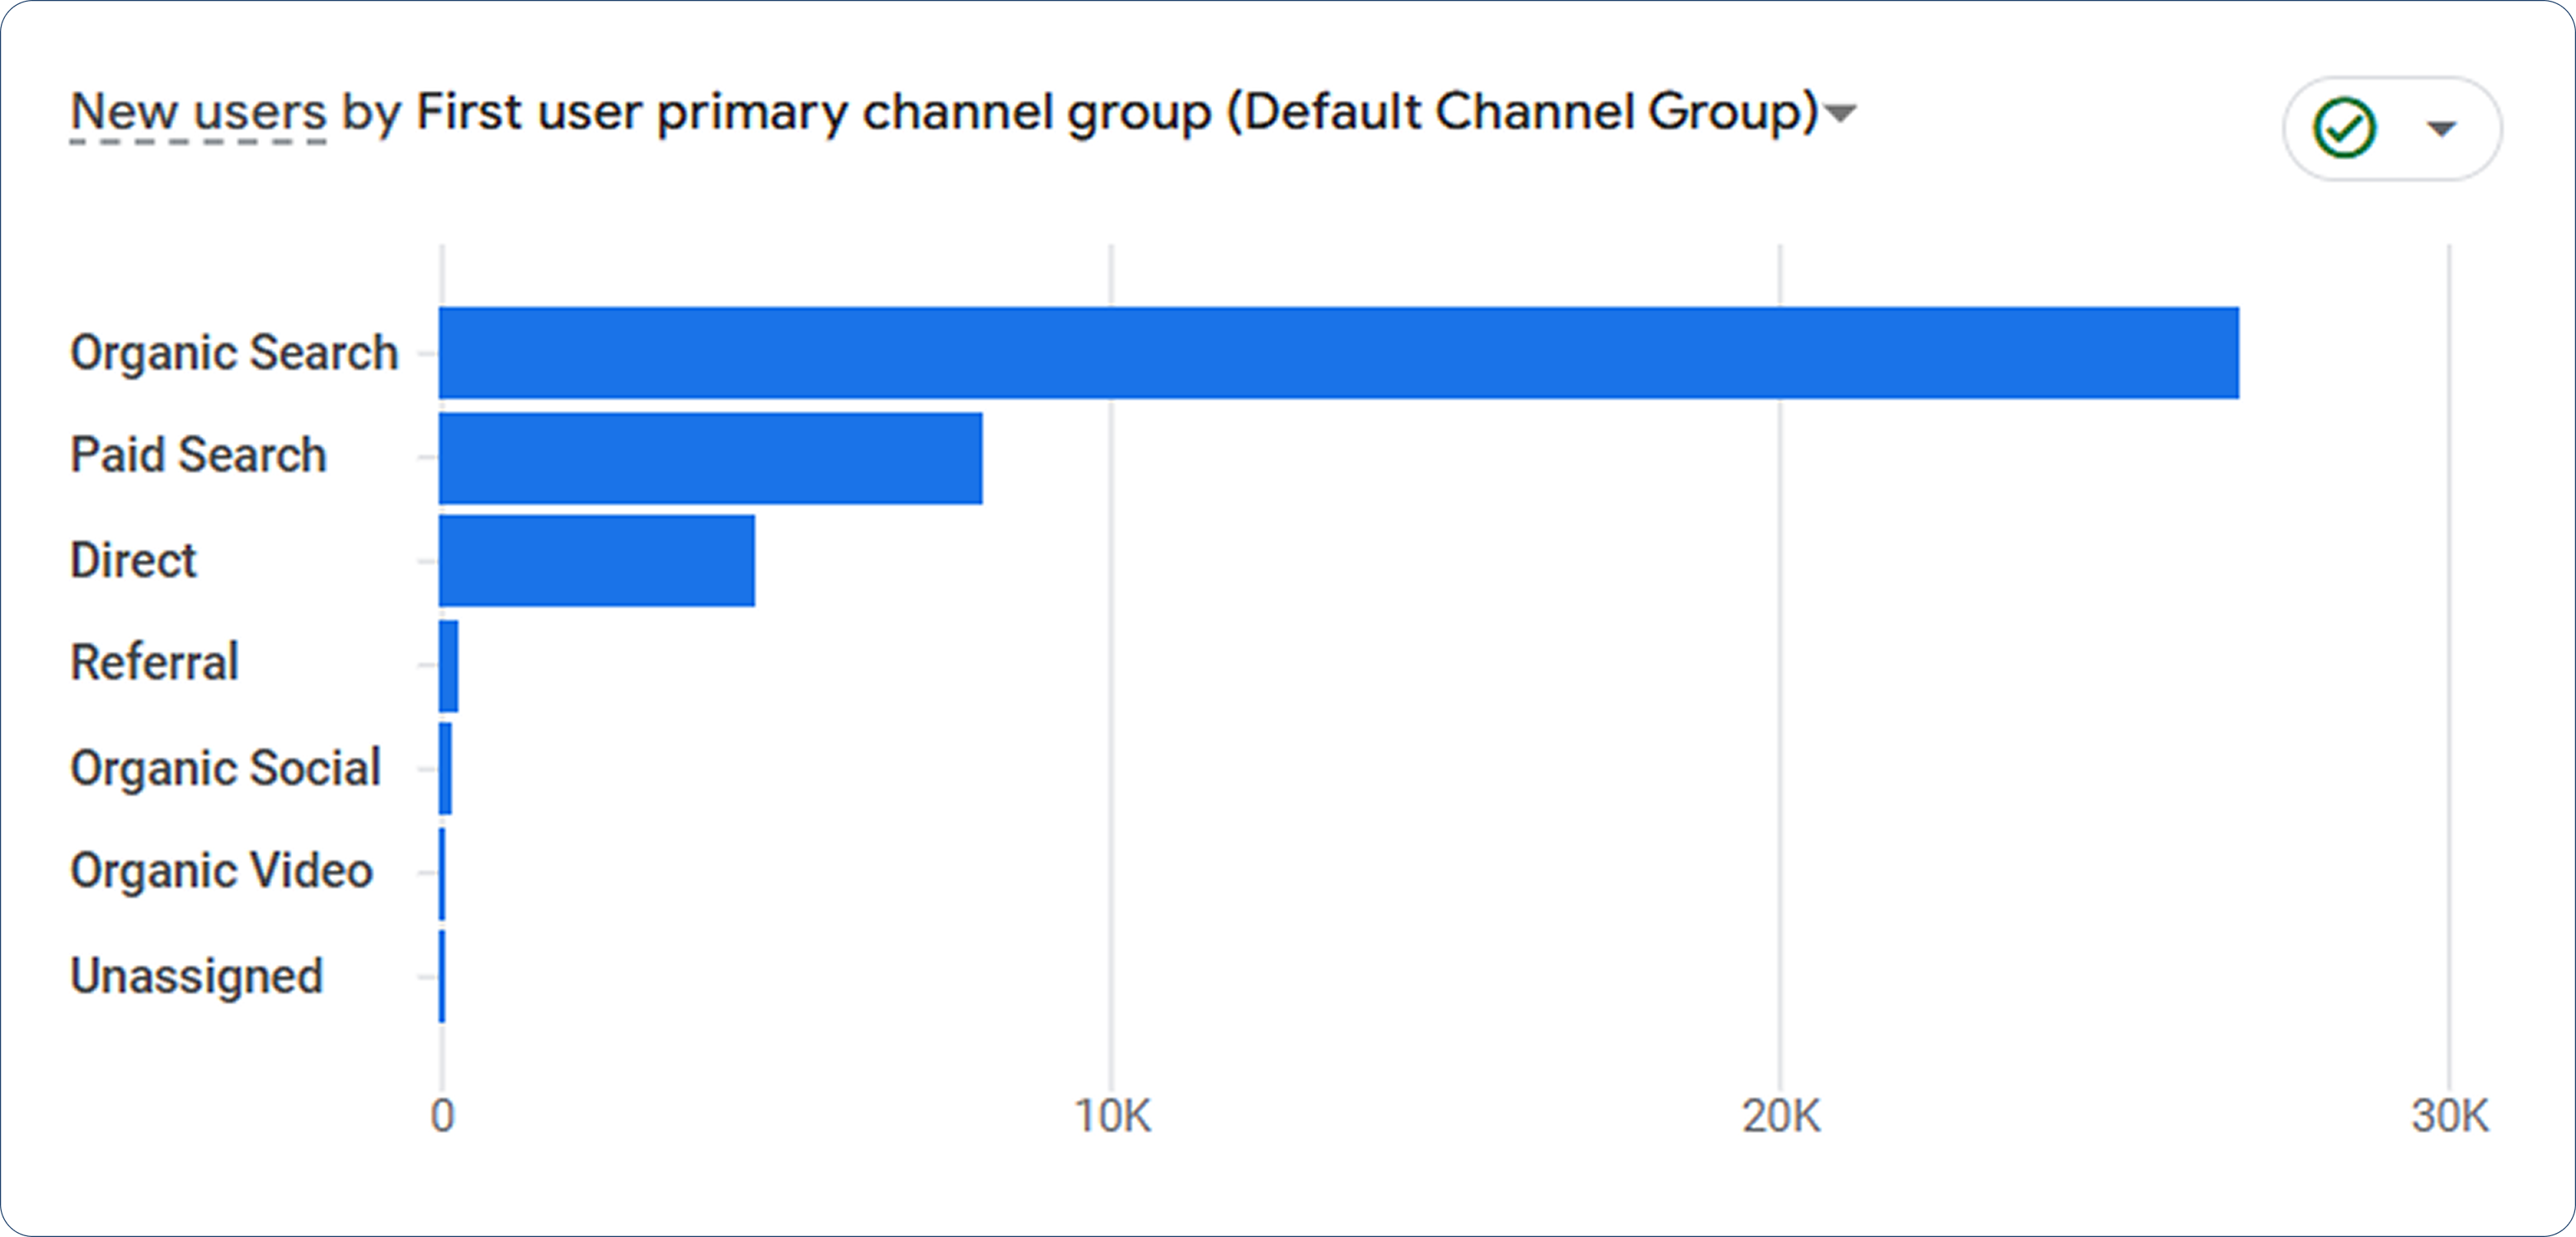 New users by First user primary channel group (Default Channel Group)
Organic Search
Paid Search
Direct
Referral
Organic Social
Organic Video
Unassigned
0 10K 20K 30K